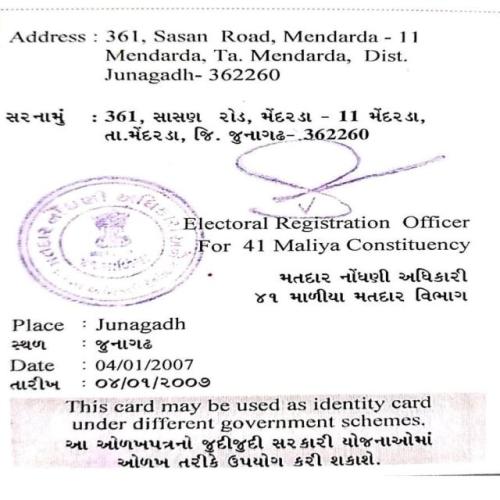 Address : 361, Sasan Road, Mendarda - 11
Mendarda, Ta. Mendarda, Dist.
Junagadh- 362260
સરનામું : 361, સાસણ રોડ, મેંદરડા - 11 મેંદરડા,
તા.મેંદરડા, જિ. જુનાગઢ- 362260
Electoral Registration Officer
For 41 Maliya Constituency
મતદાર નોંધણી અધિકારી
૪૧ માળીયા મતદાર વિભાગ
Place : Junagadh
સ્થળ : જુનાગઢ
Date : 04/01/2007
તારીખ : ૦૪/૦૧/૨૦૦૭
This card may be used as identity card
under different government schemes.
આ ઓળખપત્રનો જુદીજુદી સરકારી યોજનાઓમાં
ઓળખ તરીકે ઉપયોગ કરી શકાશે.